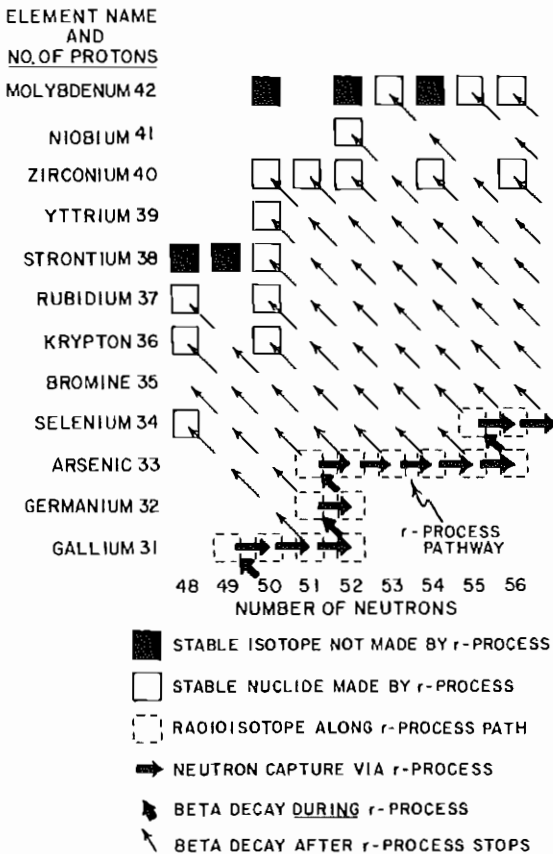 ELEMENT NAME
AND
NO. OF PROTONS
MOLYBDENUM 42
NIOBIUM 41
ZIRCONIUM 40
YTTRIUM 39
STRONTIUM 38
RUBIDIUM 37
KRYPTON 36
BROMINE 35
SELENIUM 34
ARSENIC 33
GERMANIUM 32
r-PROCESS
PATHWAY
GALLIUM 31
48 49 50 51 52 53 54 55 56
NUMBER OF NEUTRONS
STABLE ISOTOPE NOT MADE BY r-PROCESS
STABLE NUCLIDE MADE BY r-PROCESS
RADIOISOTOPE ALONG r-PROCESS PATH
NEUTRON CAPTURE VIA r-PROCESS
BETA DECAY DURING r-PROCESS
BETA DECAY AFTER r-PROCESS STOPS